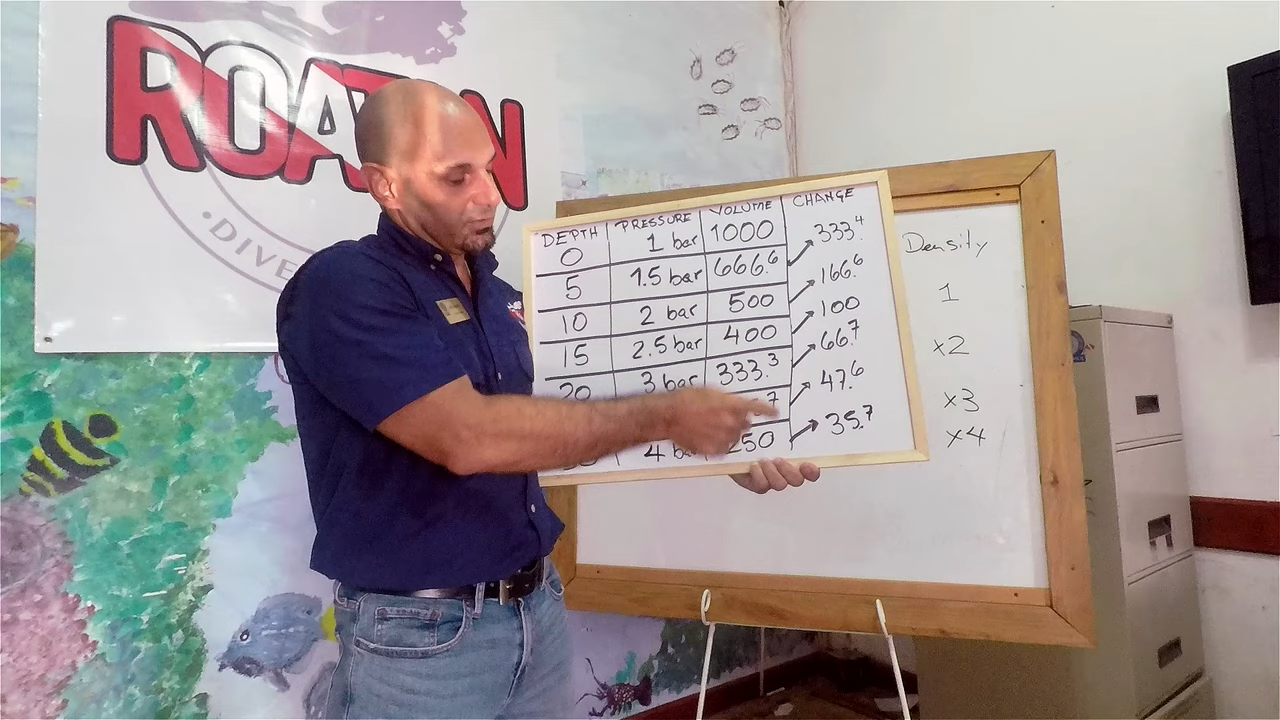 ROATAN
• DIVE
DEPTH PRESSURE VOLUME CHANGE
0 1 bar 1000
333.4
5 1.5 bar 666.6
166.6
10 2 bar 500
100
15 2.5 bar 400
66.7
20 3 bar 333.3
47.6
7
4 ba 250
35.7
Density
1
x2
x3
x4